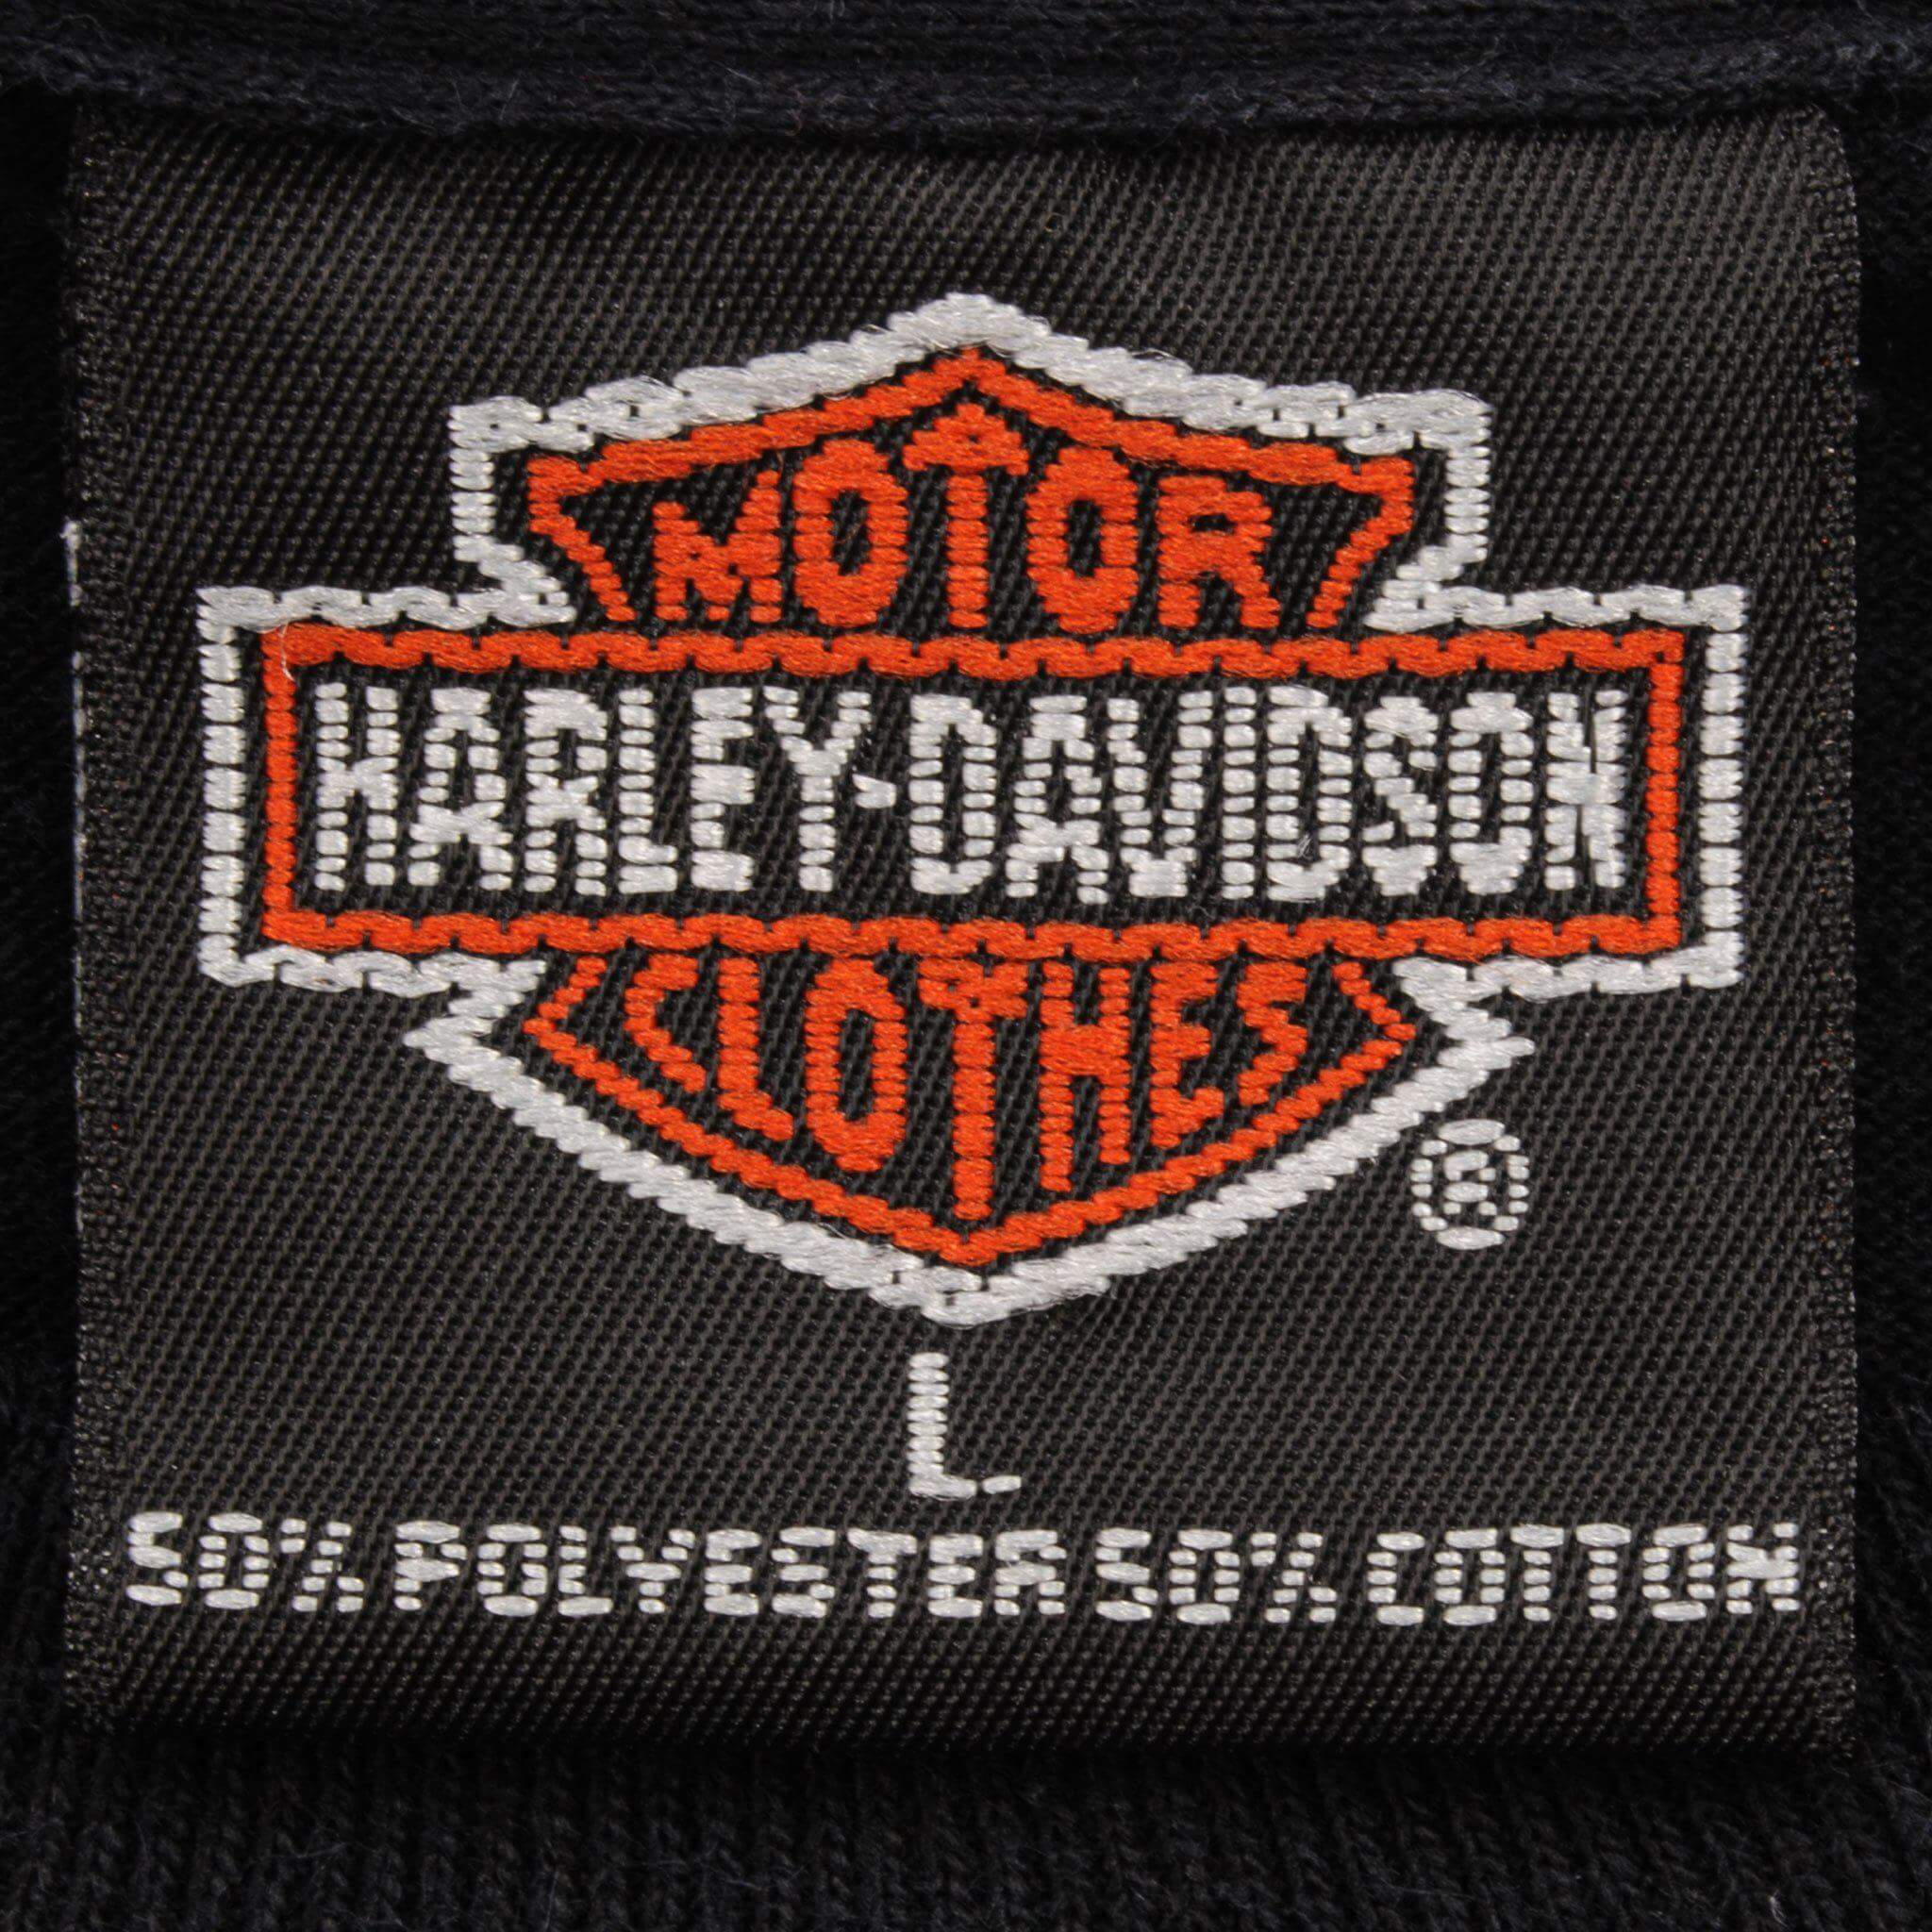 MOTOR
HARLEY-DAVIDSON
CLOTHES
®
L.
50% POLYESTER 50% COTTON